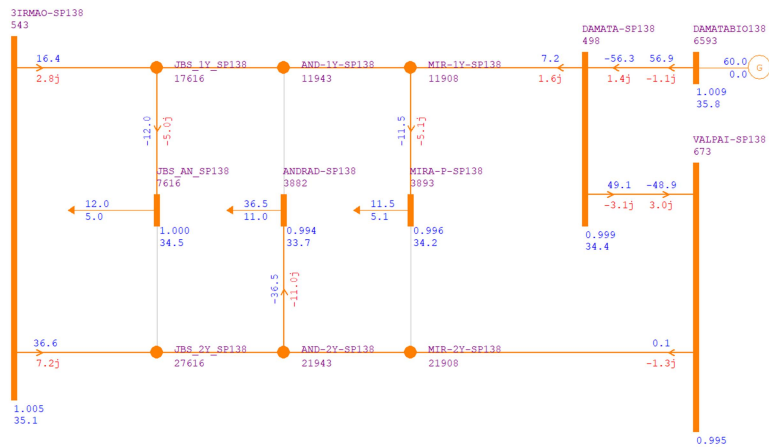 3IRMAO-SP138
543
DAMATA-SP138
498
DAMATABIO138
6593
16.4
2.8j
JBS_1Y_SP138
17616
AND-1Y-SP138
11943
MIR-1Y-SP138
11908
7.2
1.6j
-56.3
1.4j
56.9
-1.1j
60.0
0.0
G
1.009
35.8
-12.0
-5.0j
-11.5
-5.1j
VALPAI-SP138
673
JBS_AN_SP138
7616
ANDRAD-SP138
3882
MIRA-P-SP138
3893
12.0
5.0
36.5
11.0
11.5
5.1
49.1
-3.1j
-48.9
3.0j
1.000
34.5
0.994
33.7
0.996
34.2
0.999
34.4
-36.5
-11.0j
36.6
7.2j
JBS_2Y_SP138
27616
AND-2Y-SP138
21943
MIR-2Y-SP138
21908
0.1
-1.3j
1.005
35.1
0.995